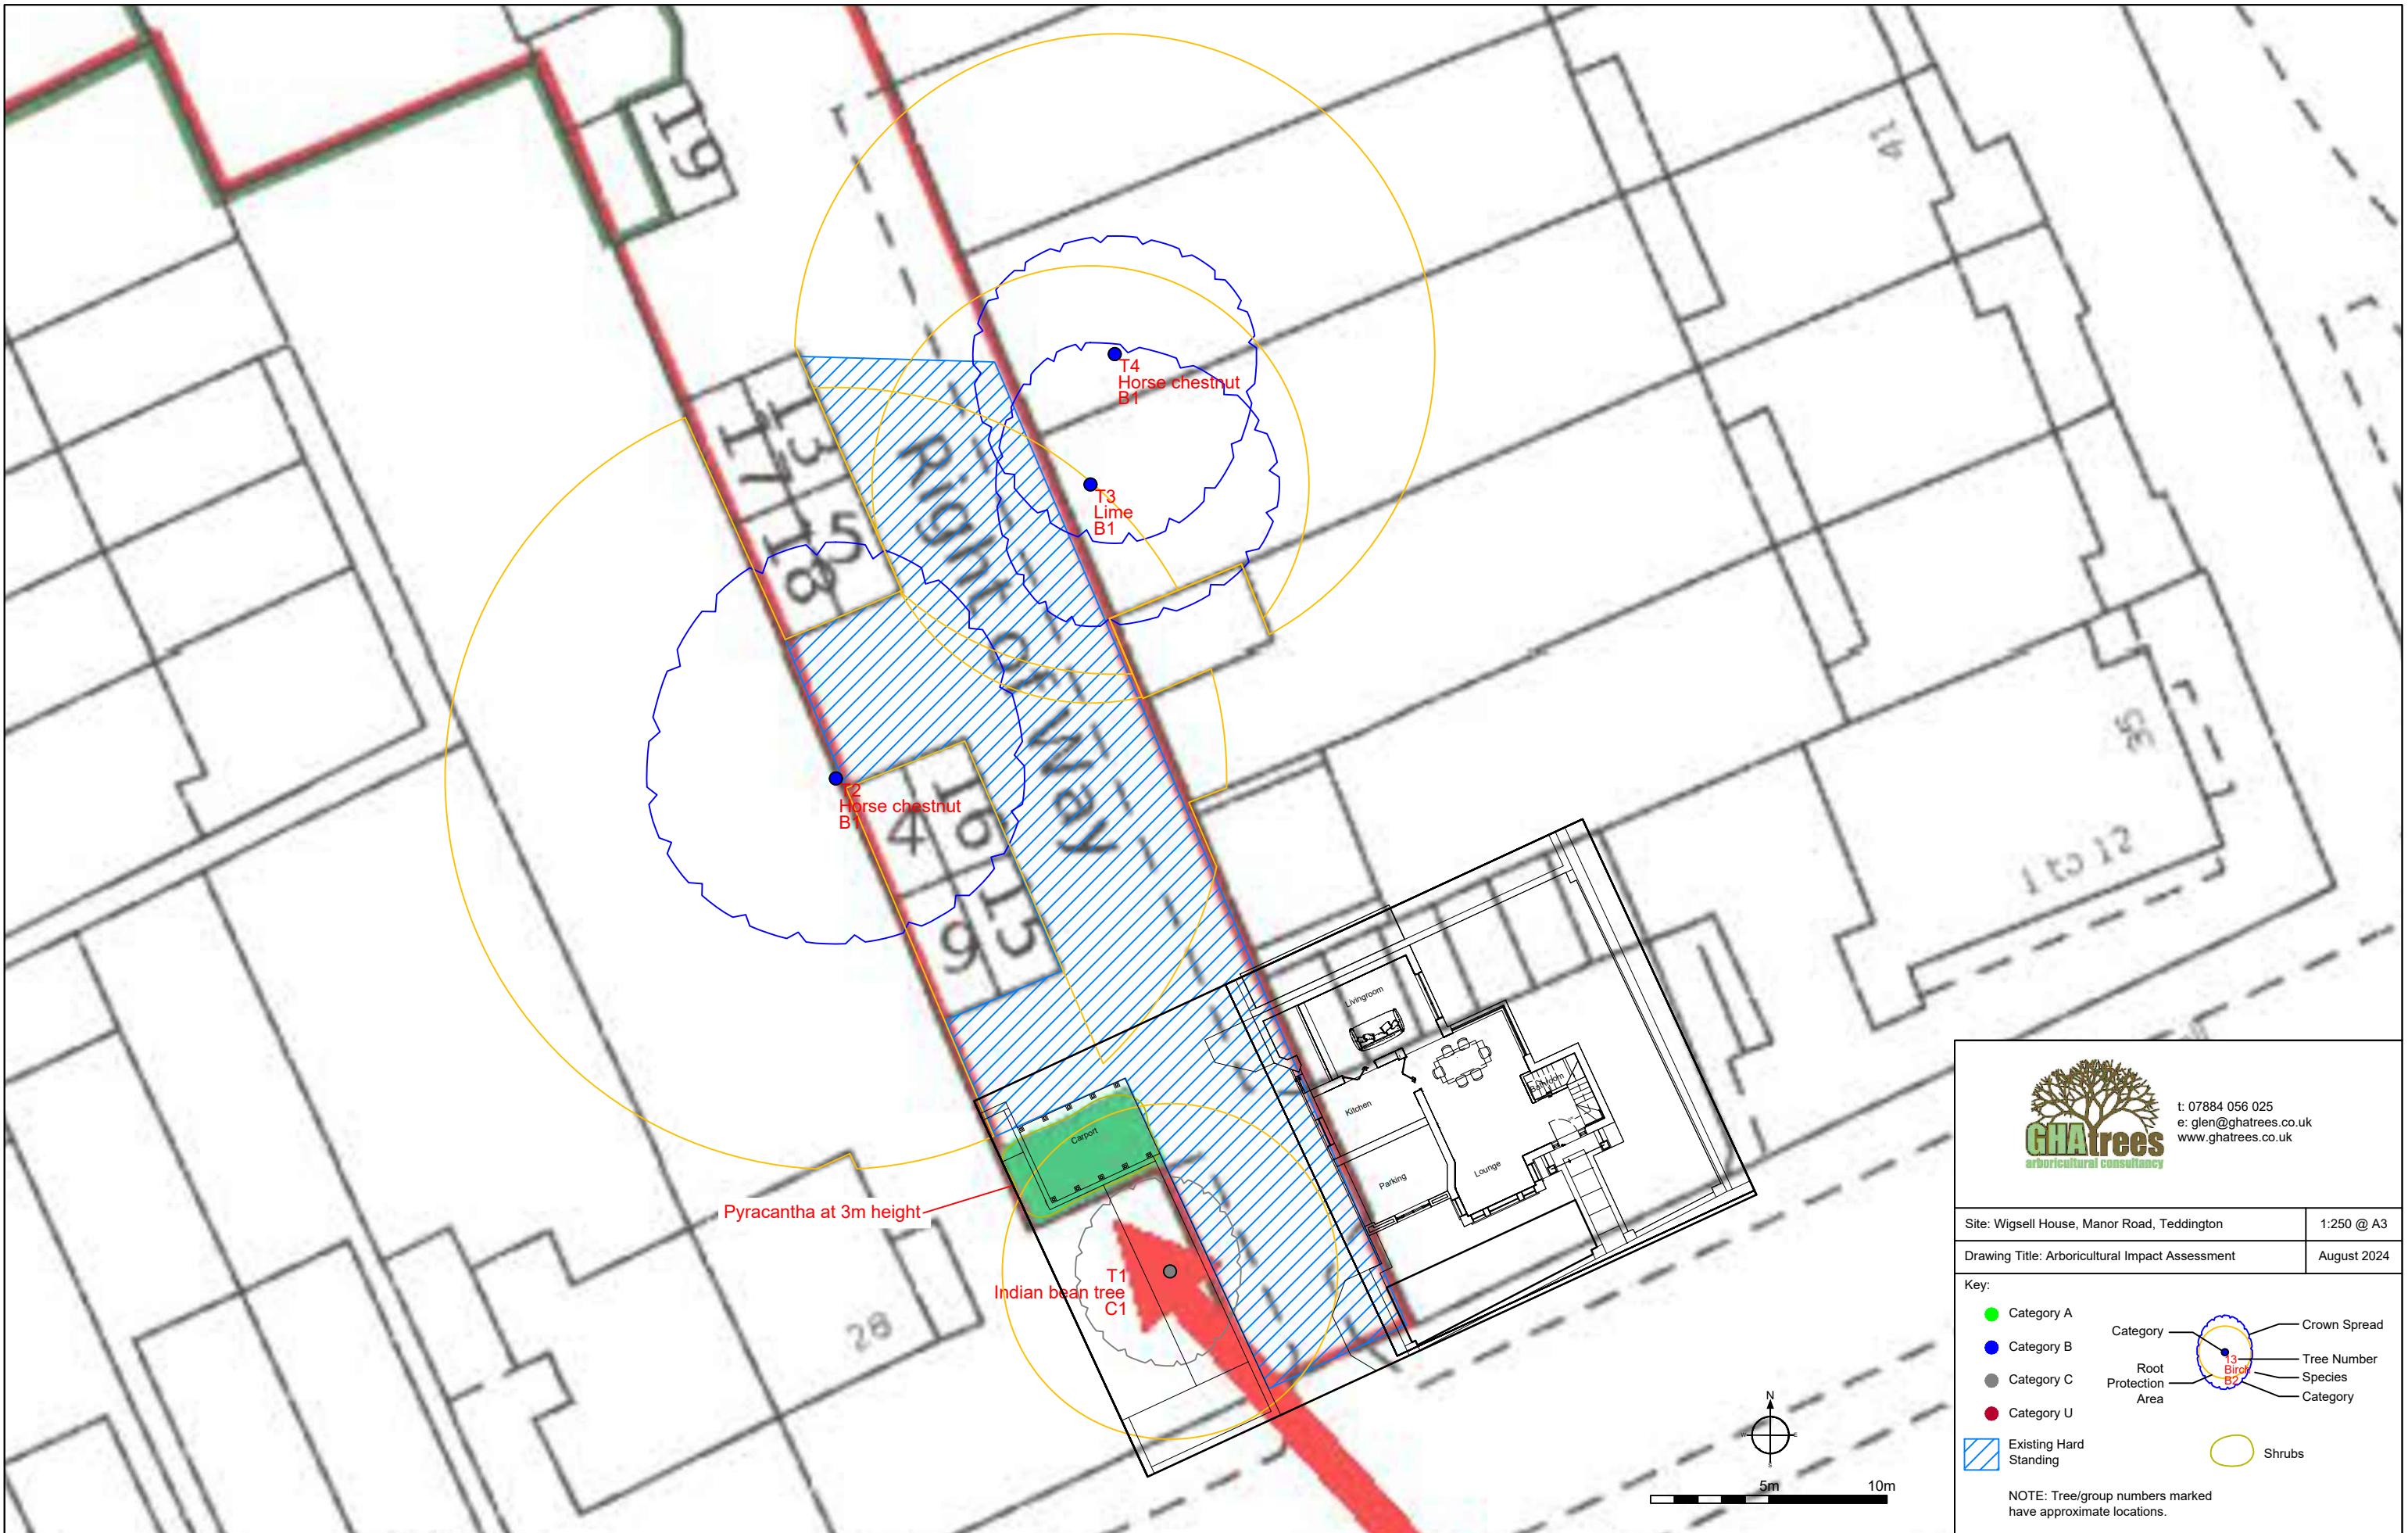 19
41
T4
Horse chestnut
B1
13
17
T3
Lime
B1
5
18
Right of Way
35
T2
Horse chestnut
B1
4
16
9
15
1 to 12
Livingroom
Bathroom
Kitchen
Carport
Lounge
Parking
Pyracantha at 3m height
T1
Indian bean tree
C1
28
N
W
E
S
5m
10m
GHAtrees
arboricultural consultancy
t: 07884 056 025
e: glen@ghatrees.co.uk
www.ghatrees.co.uk
Site: Wigsell House, Manor Road, Teddington
1:250 @ A3
Drawing Title: Arboricultural Impact Assessment
August 2024
Key:
Category A
Category B
Category C
Category U
Existing Hard
Standing
Category
Root
Protection
Area
13
Birch
B2
Crown Spread
Tree Number
Species
Category
Shrubs
NOTE: Tree/group numbers marked
have approximate locations.